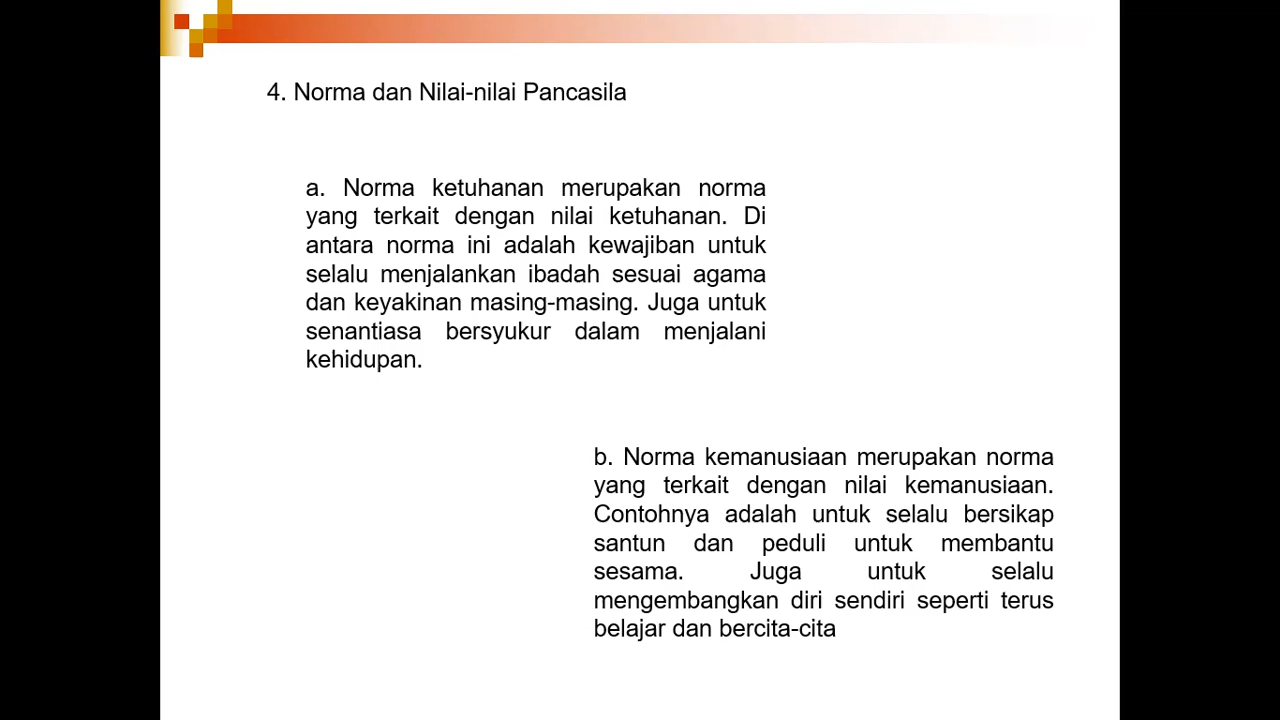 4. Norma dan Nilai-nilai Pancasila
a. Norma ketuhanan merupakan norma
yang terkait dengan nilai ketuhanan. Di
antara norma ini adalah kewajiban untuk
selalu menjalankan ibadah sesuai agama
dan keyakinan masing-masing. Juga untuk
senantiasa bersyukur dalam menjalani
kehidupan.
b. Norma kemanusiaan merupakan norma
yang terkait dengan nilai kemanusiaan.
Contohnya adalah untuk selalu bersikap
santun dan peduli untuk membantu
sesama. Juga untuk selalu
mengembangkan diri sendiri seperti terus
belajar dan bercita-cita